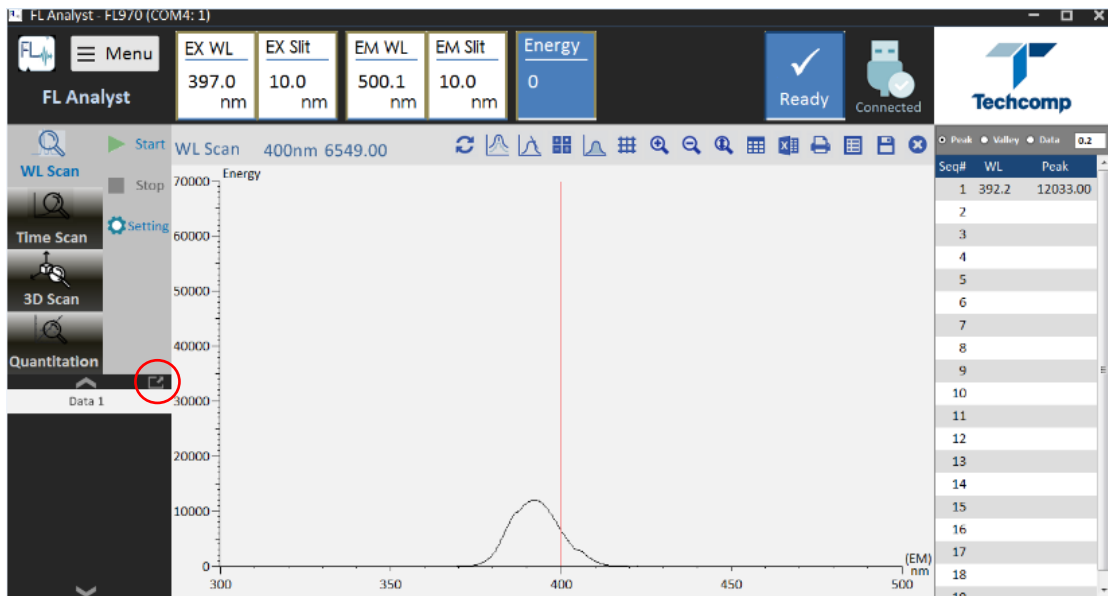 FL Analyst - FL970 (COM4: 1)
FL
Menu
FL Analyst
EX WL
397.0
nm
EX Slit
10.0
nm
EM WL
500.1
nm
EM Slit
10.0
nm
Energy
0
Ready
Connected
Techcomp
WL Scan
Time Scan
3D Scan
Quantitation
Start
Stop
Setting
Data 1
WL Scan 400nm 6549.00
Energy
70000
60000
50000
40000
30000
20000
10000
0
300 350 400 450 500
(EM)
nm
Peak Valley Data 0.2
Seq# WL Peak
1 392.2 12033.00
2
3
4
5
6
7
8
9
10
11
12
13
14
15
16
17
18
19